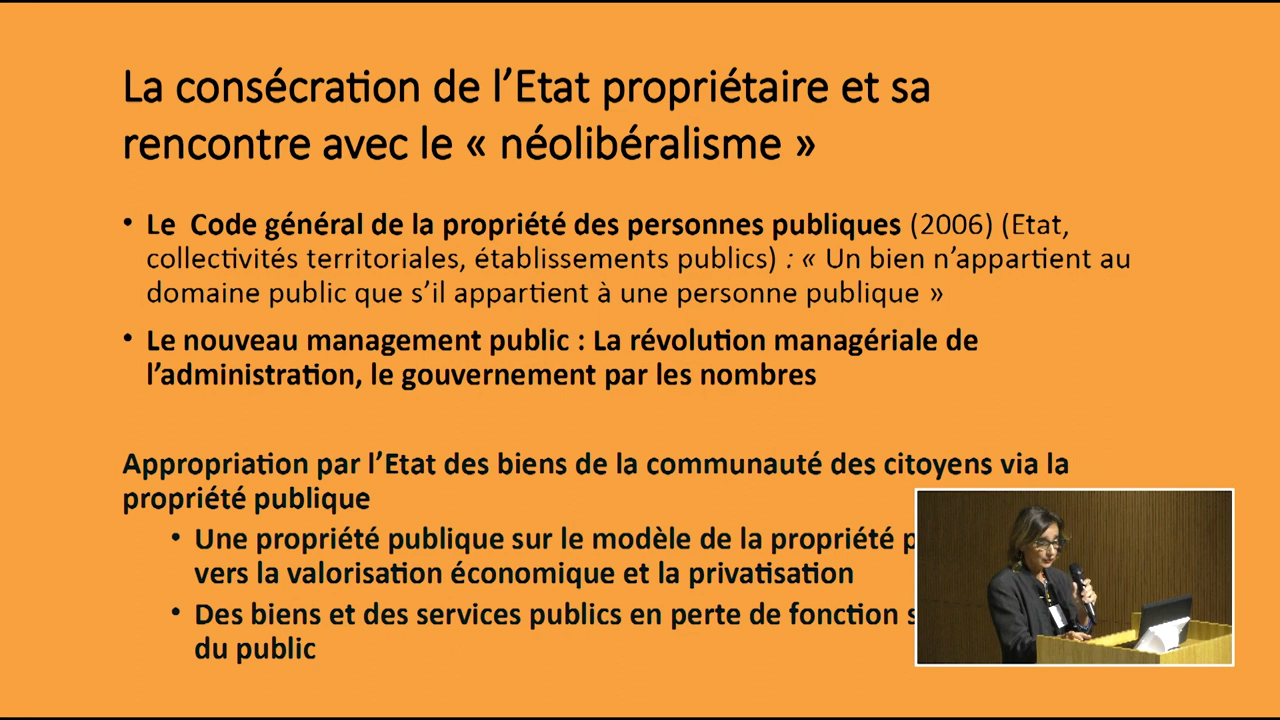 La consécration de l’Etat propriétaire et sa
rencontre avec le « néolibéralisme »
• Le Code général de la propriété des personnes publiques (2006) (Etat,
collectivités territoriales, établissements publics) : « Un bien n’appartient au
domaine public que s’il appartient à une personne publique »
• Le nouveau management public : La révolution managériale de
l’administration, le gouvernement par les nombres
Appropriation par l’Etat des biens de la communauté des citoyens via la
propriété publique
• Une propriété publique sur le modèle de la propriété
vers la valorisation économique et la privatisation
• Des biens et des services publics en perte de fonction
du public